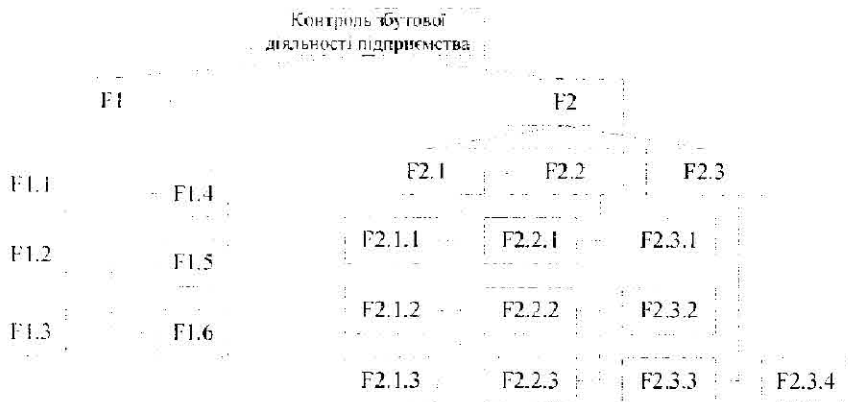 Контроль збутової
діяльності підприємства
F1
F2
F2.1
F2.2
F2.3
F1.1
F1.4
F2.1.1
F2.2.1
F2.3.1
F1.2
F1.5
F2.1.2
F2.2.2
F2.3.2
F1.3
F1.6
F2.1.3
F2.2.3
F2.3.3
F2.3.4